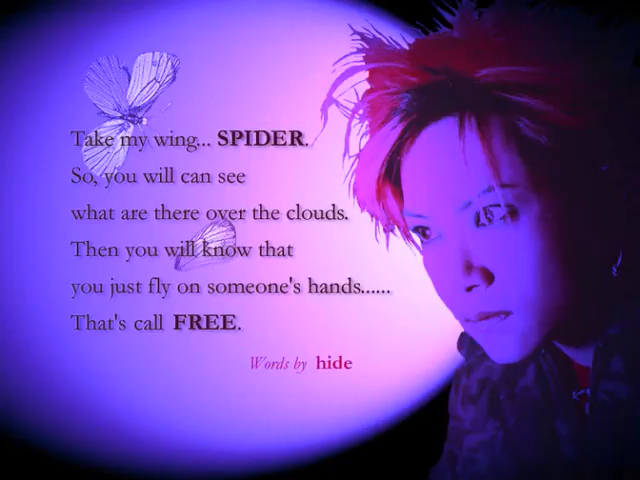 Take my wing... SPIDER.
So, you will can see
what are there over the clouds.
Then you will know that
you just fly on someone's hands......
That's call FREE.
Words by hide